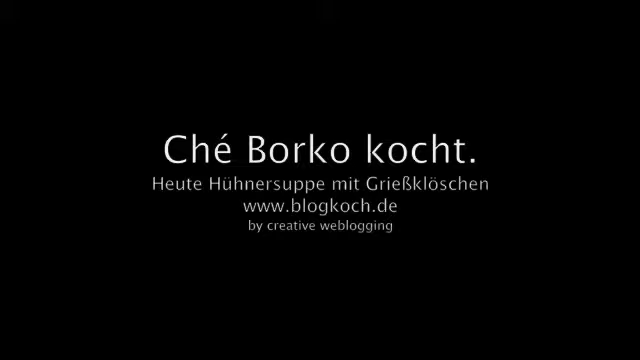 Ché Borko kocht.
Heute Hühnersuppe mit Grießklöschen
www.blogkoch.de
by creative weblogging